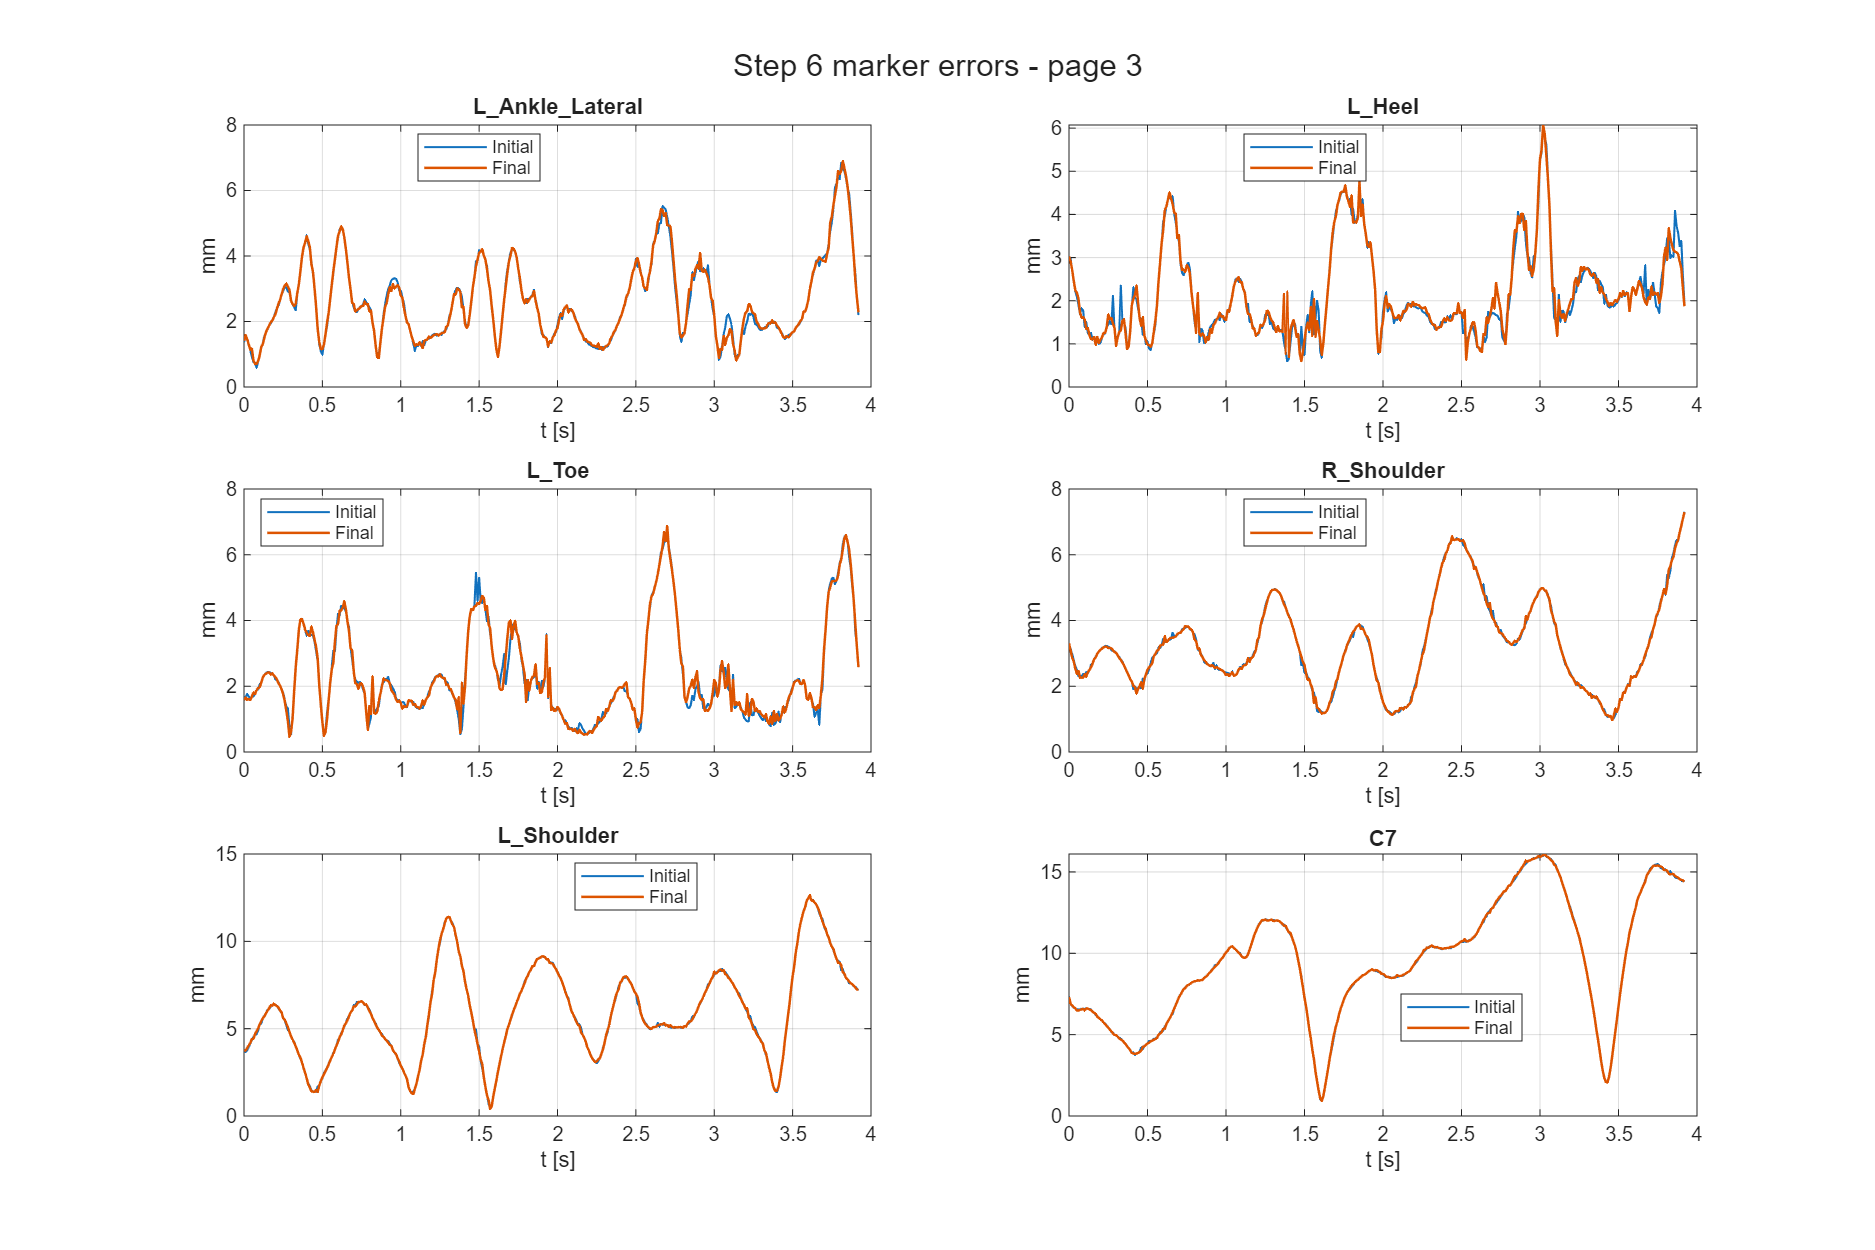 Step 6 marker errors - page 3
L_Ankle_Lateral
8
6
4
2
0
mm
Initial
Final
0 0.5 1 1.5 2 2.5 3 3.5 4
t [s]
L_Heel
6
5
4
3
2
1
0
mm
Initial
Final
0 0.5 1 1.5 2 2.5 3 3.5 4
t [s]
L_Toe
8
6
4
2
0
mm
Initial
Final
0 0.5 1 1.5 2 2.5 3 3.5 4
t [s]
R_Shoulder
8
6
4
2
0
mm
Initial
Final
0 0.5 1 1.5 2 2.5 3 3.5 4
t [s]
L_Shoulder
15
10
5
0
mm
Initial
Final
0 0.5 1 1.5 2 2.5 3 3.5 4
t [s]
C7
15
10
5
0
mm
Initial
Final
0 0.5 1 1.5 2 2.5 3 3.5 4
t [s]